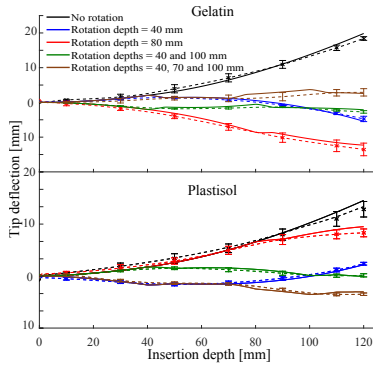 Gelatin
No rotation
Rotation depth = 40 mm
Rotation depth = 80 mm
Rotation depths = 40 and 100 mm
Rotation depths = 40, 70 and 100 mm
20
10
0
10
20
Tip deflection [mm]
Plastisol
10
0
10
0 20 40 60 80 100 120
Insertion depth [mm]